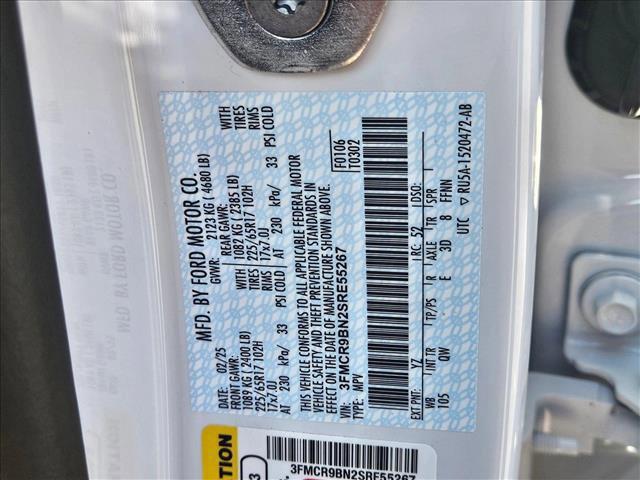 MFD. BY FORD MOTOR CO.
DATE: 02/25 GVWR: 2123 KG ( 4680 LB)
FRONT GAWR: REAR GAWR:
1089 KG ( 2400 LB) WITH 1082 KG ( 2385 LB) WITH
225/65R17 102H TIRES 225/65R17 102H TIRES
17x7.0J RIMS 17x7.0J RIMS
AT 230 kPa/ 33 PSI COLD AT 230 kPa/ 33 PSI COLD
THIS VEHICLE CONFORMS TO ALL APPLICABLE FEDERAL MOTOR
VEHICLE SAFETY AND THEFT PREVENTION STANDARDS IN
EFFECT ON THE DATE OF MANUFACTURE SHOWN ABOVE.
VIN: 3FMCR9BN2SRE55267 F0106
TYPE: MPV T0302
EXT PNT: YZ RC: 52 DSO:
WB INT TR TP/PS R AXLE TR SPR
105 QW E 3D 8 FFNN
UTC RU5A-1520472-AB
3FMCR9BN2SRE55267